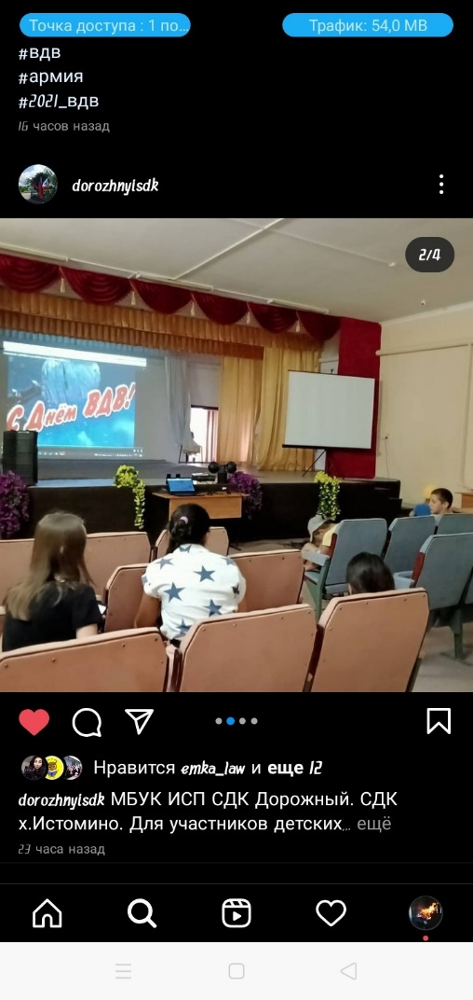 Точка доступа : 1 по...
Трафик: 54,0 MB
#вдв
#армия
#2021_вдв
16 часов назад
dorozhnyisdk
2/4
С Днём ВДВ!
Нравится emka_law и еще 12
dorozhnyisdk МБУК ИСП СДК Дорожный. СДК
х.Истомино. Для участников детских... ещё
23 часа назад